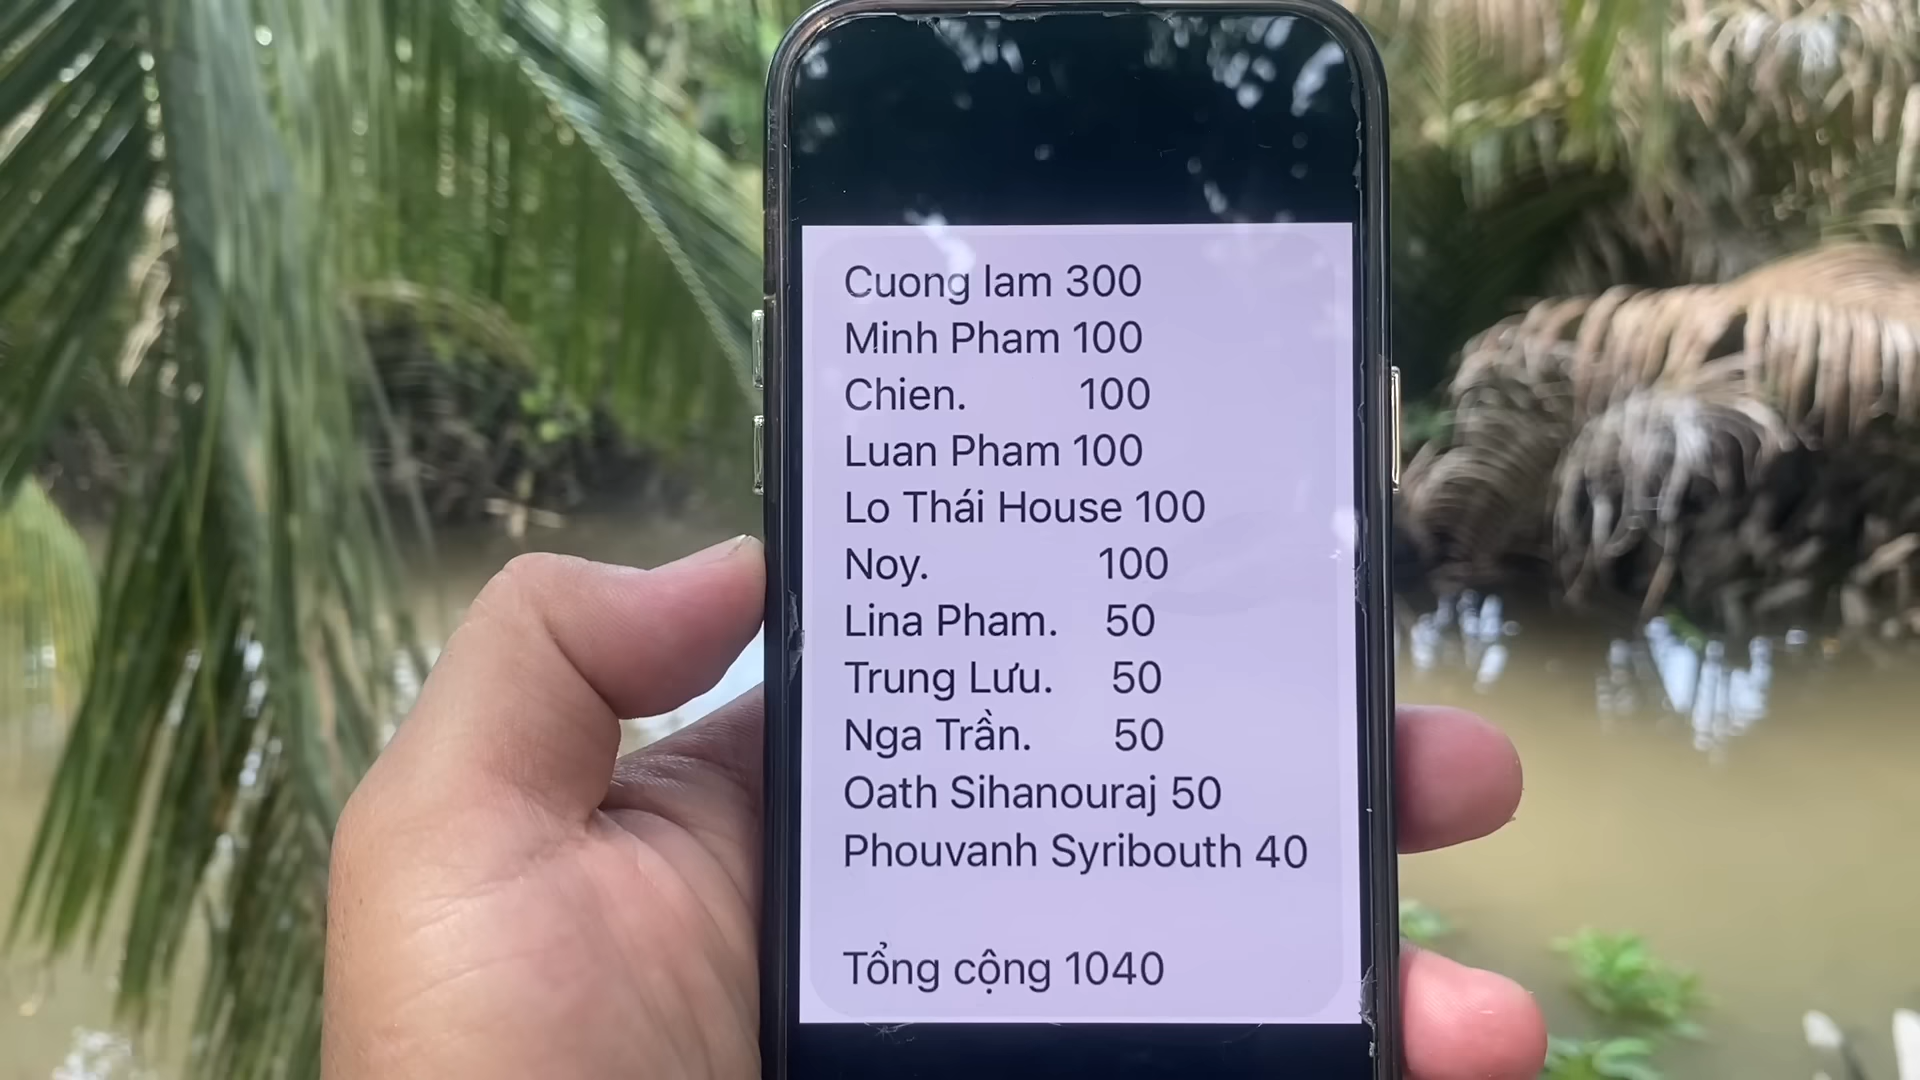 Cuong lam 300
Minh Pham 100
Chien. 100
Luan Pham 100
Lo Thái House 100
Noy. 100
Lina Pham. 50
Trung Lưu. 50
Nga Trần. 50
Oath Sihanouraj 50
Phouvanh Syribouth 40
Tổng cộng 1040